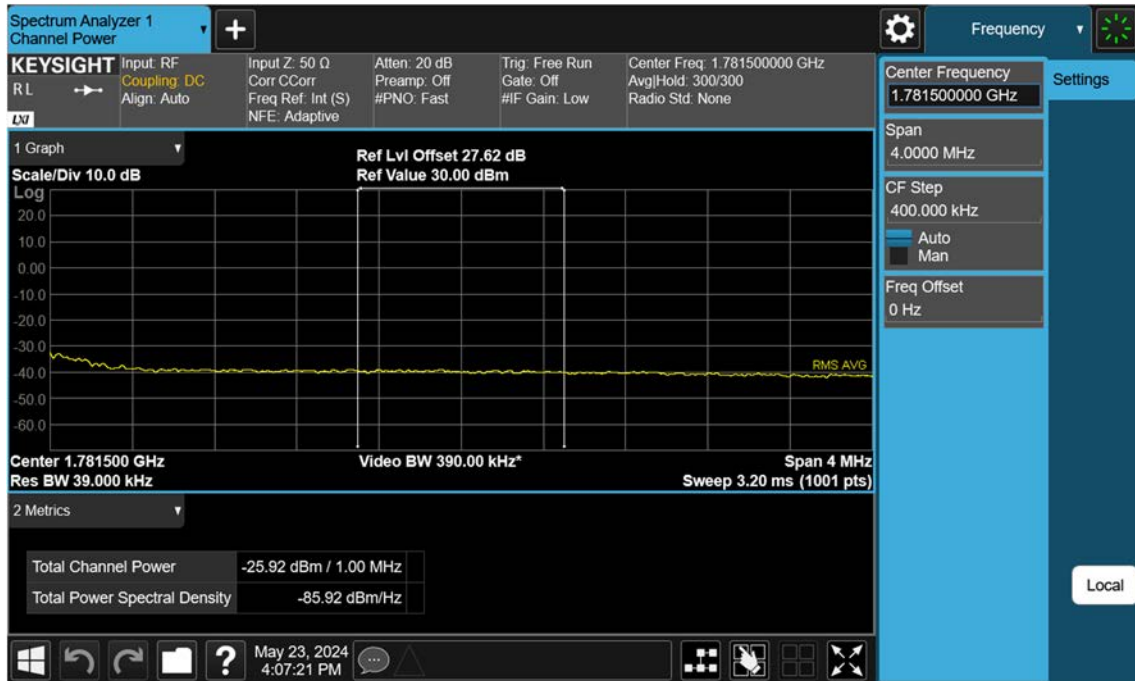 Spectrum Analyzer 1
Channel Power
Frequency
KEYSIGHT
R L
LXI
Input: RF
Coupling: DC
Align: Auto
Input Z: 50 Ω
Corr CCorr
Freq Ref: Int (S)
NFE: Adaptive
Atten: 20 dB
Preamp: Off
#PNO: Fast
Trig: Free Run
Gate: Off
#IF Gain: Low
Center Freq: 1.781500000 GHz
Avg|Hold: 300/300
Radio Std: None
Center Frequency
1.781500000 GHz
Settings
Span
4.0000 MHz
CF Step
400.000 kHz
Auto
Man
Freq Offset
0 Hz
1 Graph
Scale/Div 10.0 dB
Ref Lvl Offset 27.62 dB
Ref Value 30.00 dBm
Log
20.0
10.0
0.00
-10.0
-20.0
-30.0
-40.0
-50.0
-60.0
RMS AVG
Center 1.781500 GHz
Video BW 390.00 kHz*
Span 4 MHz
Res BW 39.000 kHz
Sweep 3.20 ms (1001 pts)
2 Metrics
Total Channel Power -25.92 dBm / 1.00 MHz
Total Power Spectral Density -85.92 dBm/Hz
Local
?
May 23, 2024
4:07:21 PM